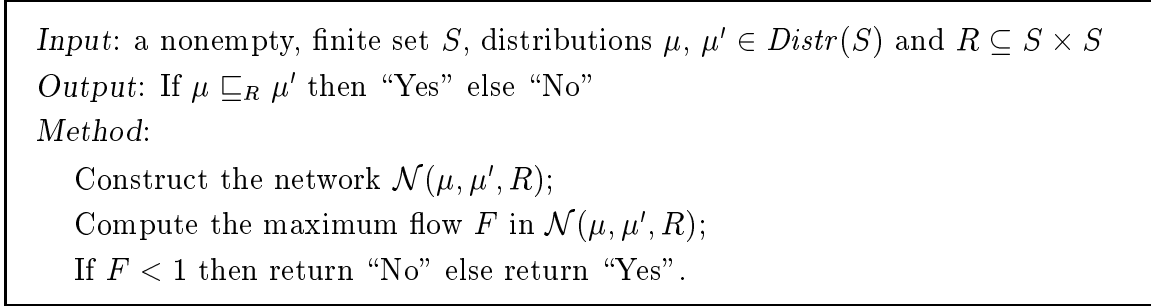 Input: a nonempty, finite set S, distributions μ, μ′ ∈ Distr(S) and R ⊆ S × S
Output: If μ ⊑_R μ′ then “Yes” else “No”
Method:
Construct the network 𝒩(μ, μ′, R);
Compute the maximum flow F in 𝒩(μ, μ′, R);
If F < 1 then return “No” else return “Yes”.